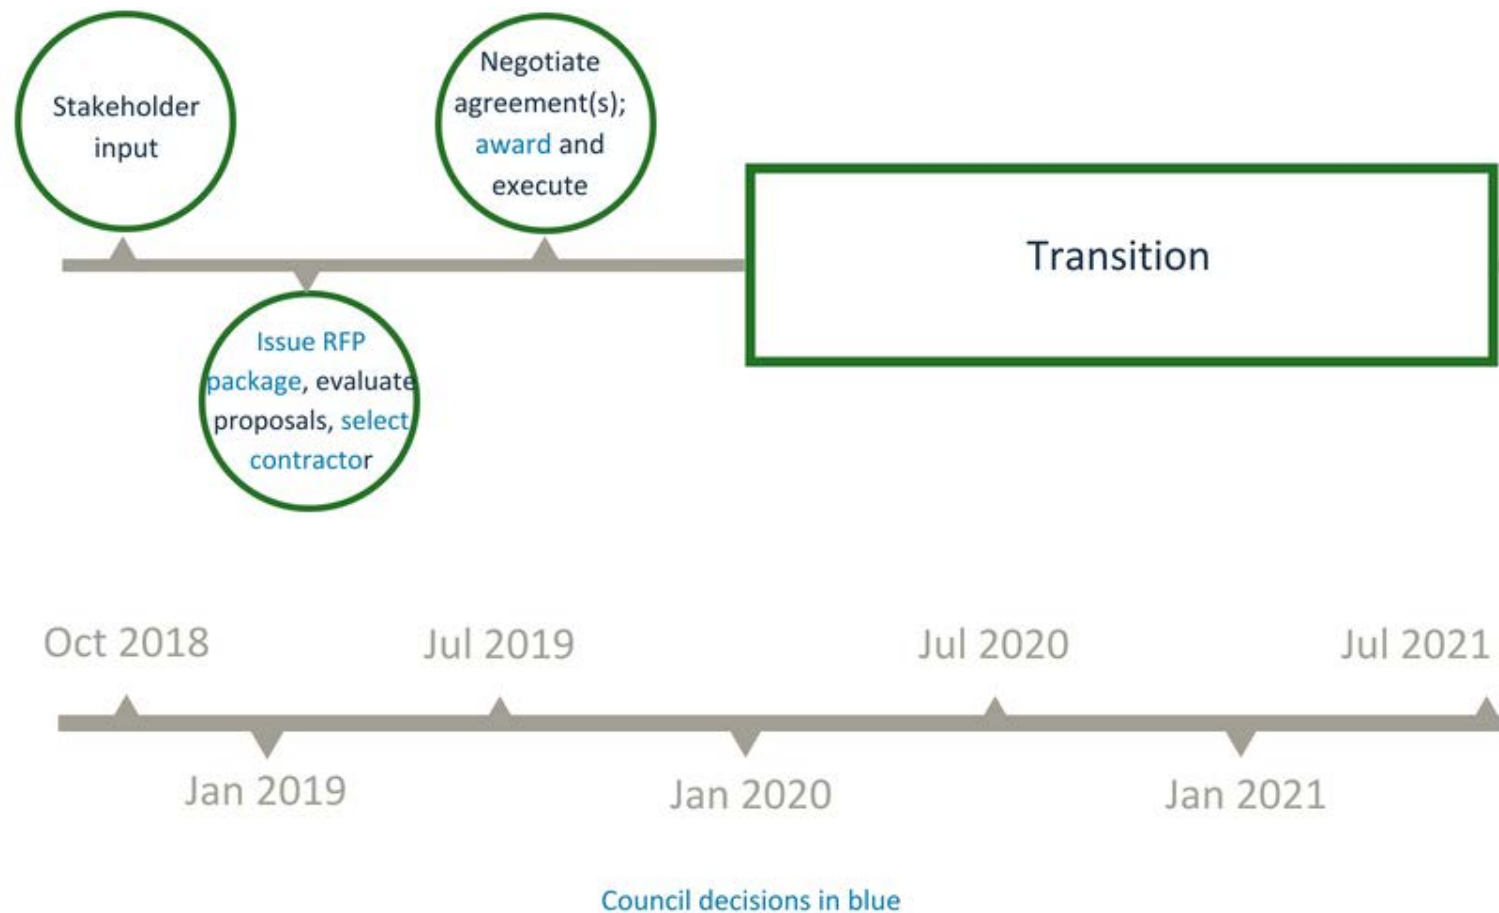 Stakeholder
input
Negotiate
agreement(s);
award and
execute
Transition
Issue RFP
package, evaluate
proposals, select
contractor
Oct 2018
Jul 2019
Jul 2020
Jul 2021
Jan 2019
Jan 2020
Jan 2021
Council decisions in blue